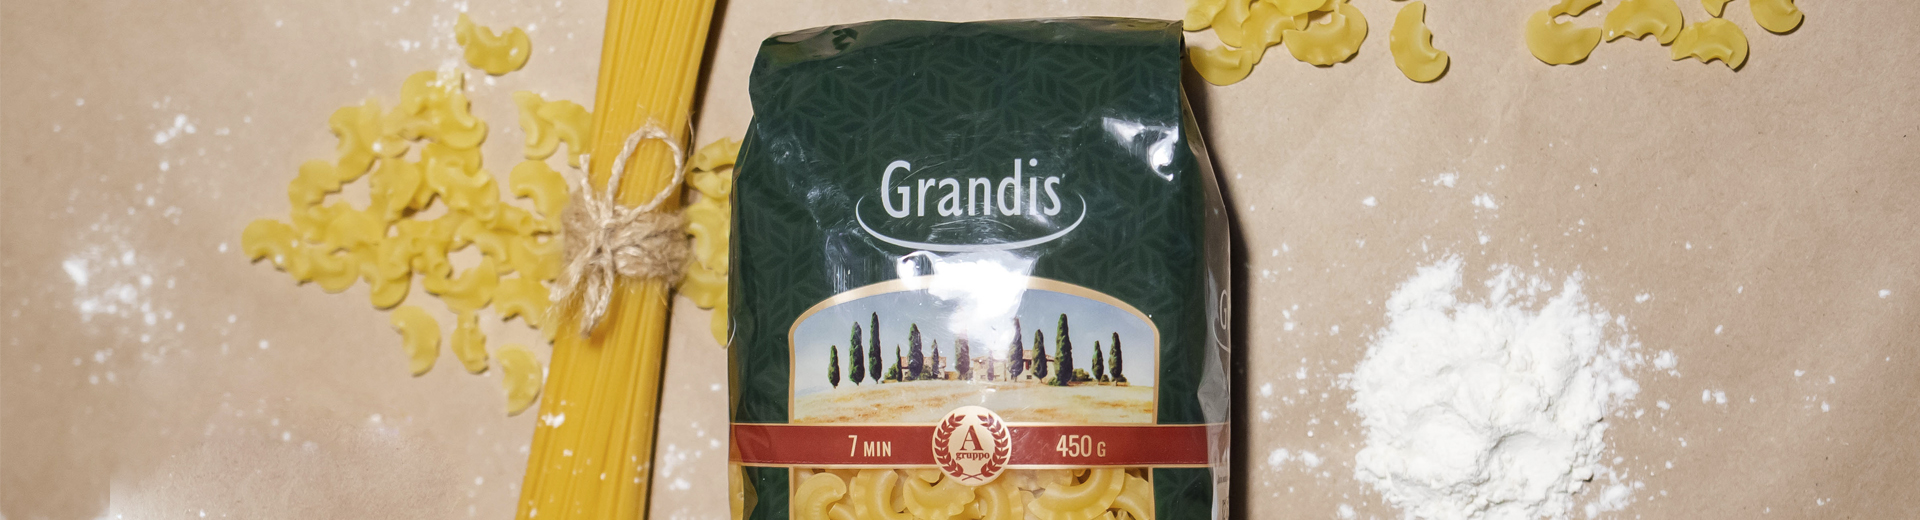 Grandis
7 MIN
A
gruppo
450 G
G